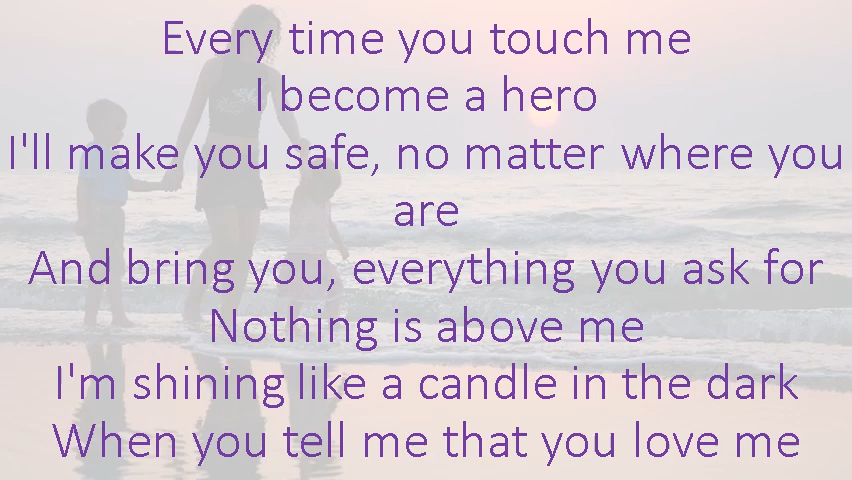 Every time you touch me
I become a hero
I'll make you safe, no matter where you
are
And bring you, everything you ask for
Nothing is above me
I'm shining like a candle in the dark
When you tell me that you love me